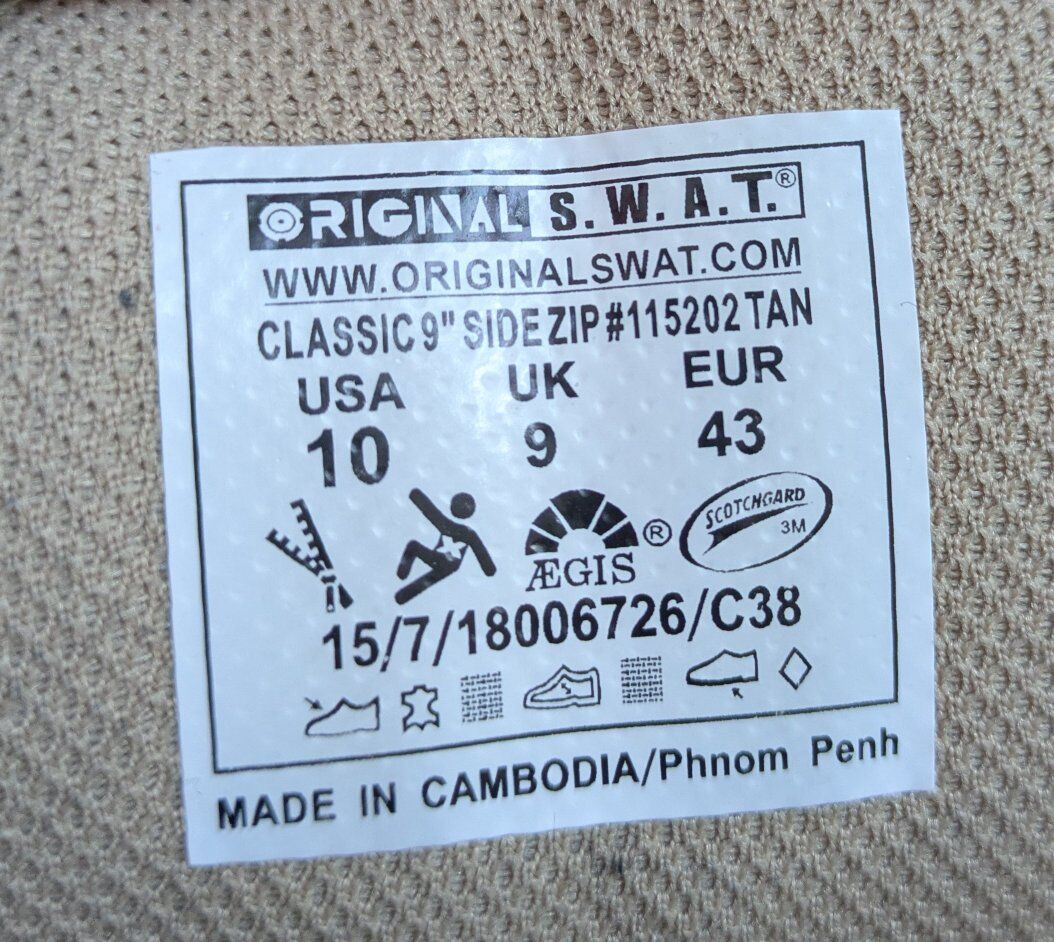 ORIGINAL S.W.A.T.®
WWW.ORIGINALSWAT.COM
CLASSIC 9" SIDE ZIP #115202 TAN
USA UK EUR
10 9 43
ÆGIS ® SCOTCHGARD 3M
15/7/18006726/C38
MADE IN CAMBODIA/Phnom Penh